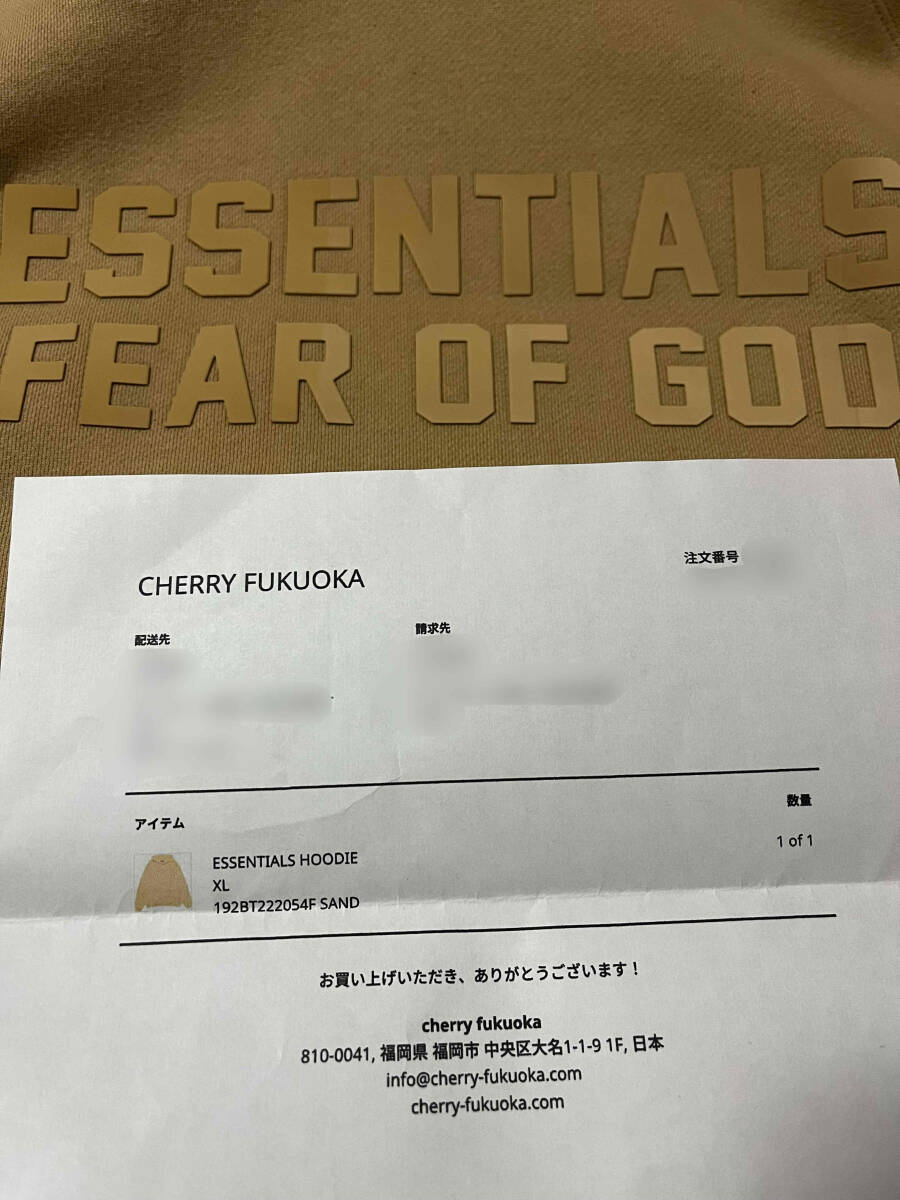 ESSENTIALS
FEAR OF GOD
CHERRY FUKUOKA
注文番号
配送先
請求先
アイテム
数量
ESSENTIALS HOODIE
XL
192BT222054F SAND
1 of 1
お買い上げいただき、ありがとうございます！
cherry fukuoka
810-0041, 福岡県 福岡市 中央区大名1-1-9 1F, 日本
info@cherry-fukuoka.com
cherry-fukuoka.com